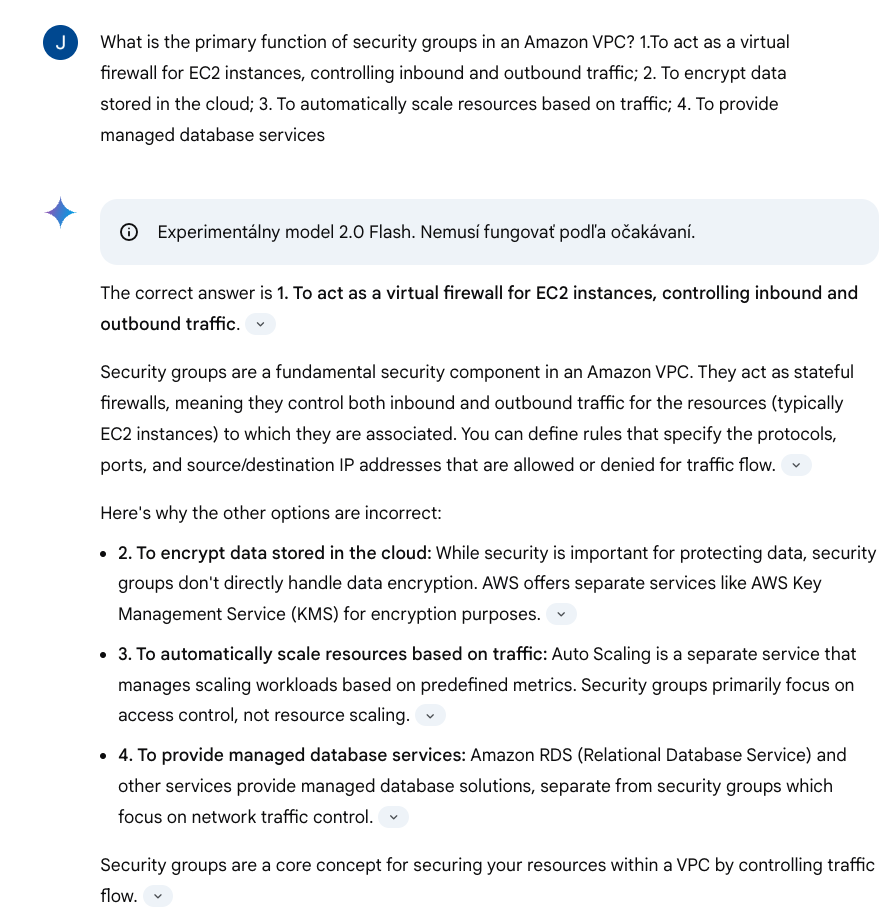 J
What is the primary function of security groups in an Amazon VPC? 1.To act as a virtual
firewall for EC2 instances, controlling inbound and outbound traffic; 2. To encrypt data
stored in the cloud; 3. To automatically scale resources based on traffic; 4. To provide
managed database services
Experimentálny model 2.0 Flash. Nemusí fungovať podľa očakávaní.
The correct answer is 1. To act as a virtual firewall for EC2 instances, controlling inbound and
outbound traffic.
Security groups are a fundamental security component in an Amazon VPC. They act as stateful
firewalls, meaning they control both inbound and outbound traffic for the resources (typically
EC2 instances) to which they are associated. You can define rules that specify the protocols,
ports, and source/destination IP addresses that are allowed or denied for traffic flow.
Here's why the other options are incorrect:
• 2. To encrypt data stored in the cloud: While security is important for protecting data, security
groups don't directly handle data encryption. AWS offers separate services like AWS Key
Management Service (KMS) for encryption purposes.
• 3. To automatically scale resources based on traffic: Auto Scaling is a separate service that
manages scaling workloads based on predefined metrics. Security groups primarily focus on
access control, not resource scaling.
• 4. To provide managed database services: Amazon RDS (Relational Database Service) and
other services provide managed database solutions, separate from security groups which
focus on network traffic control.
Security groups are a core concept for securing your resources within a VPC by controlling traffic
flow.